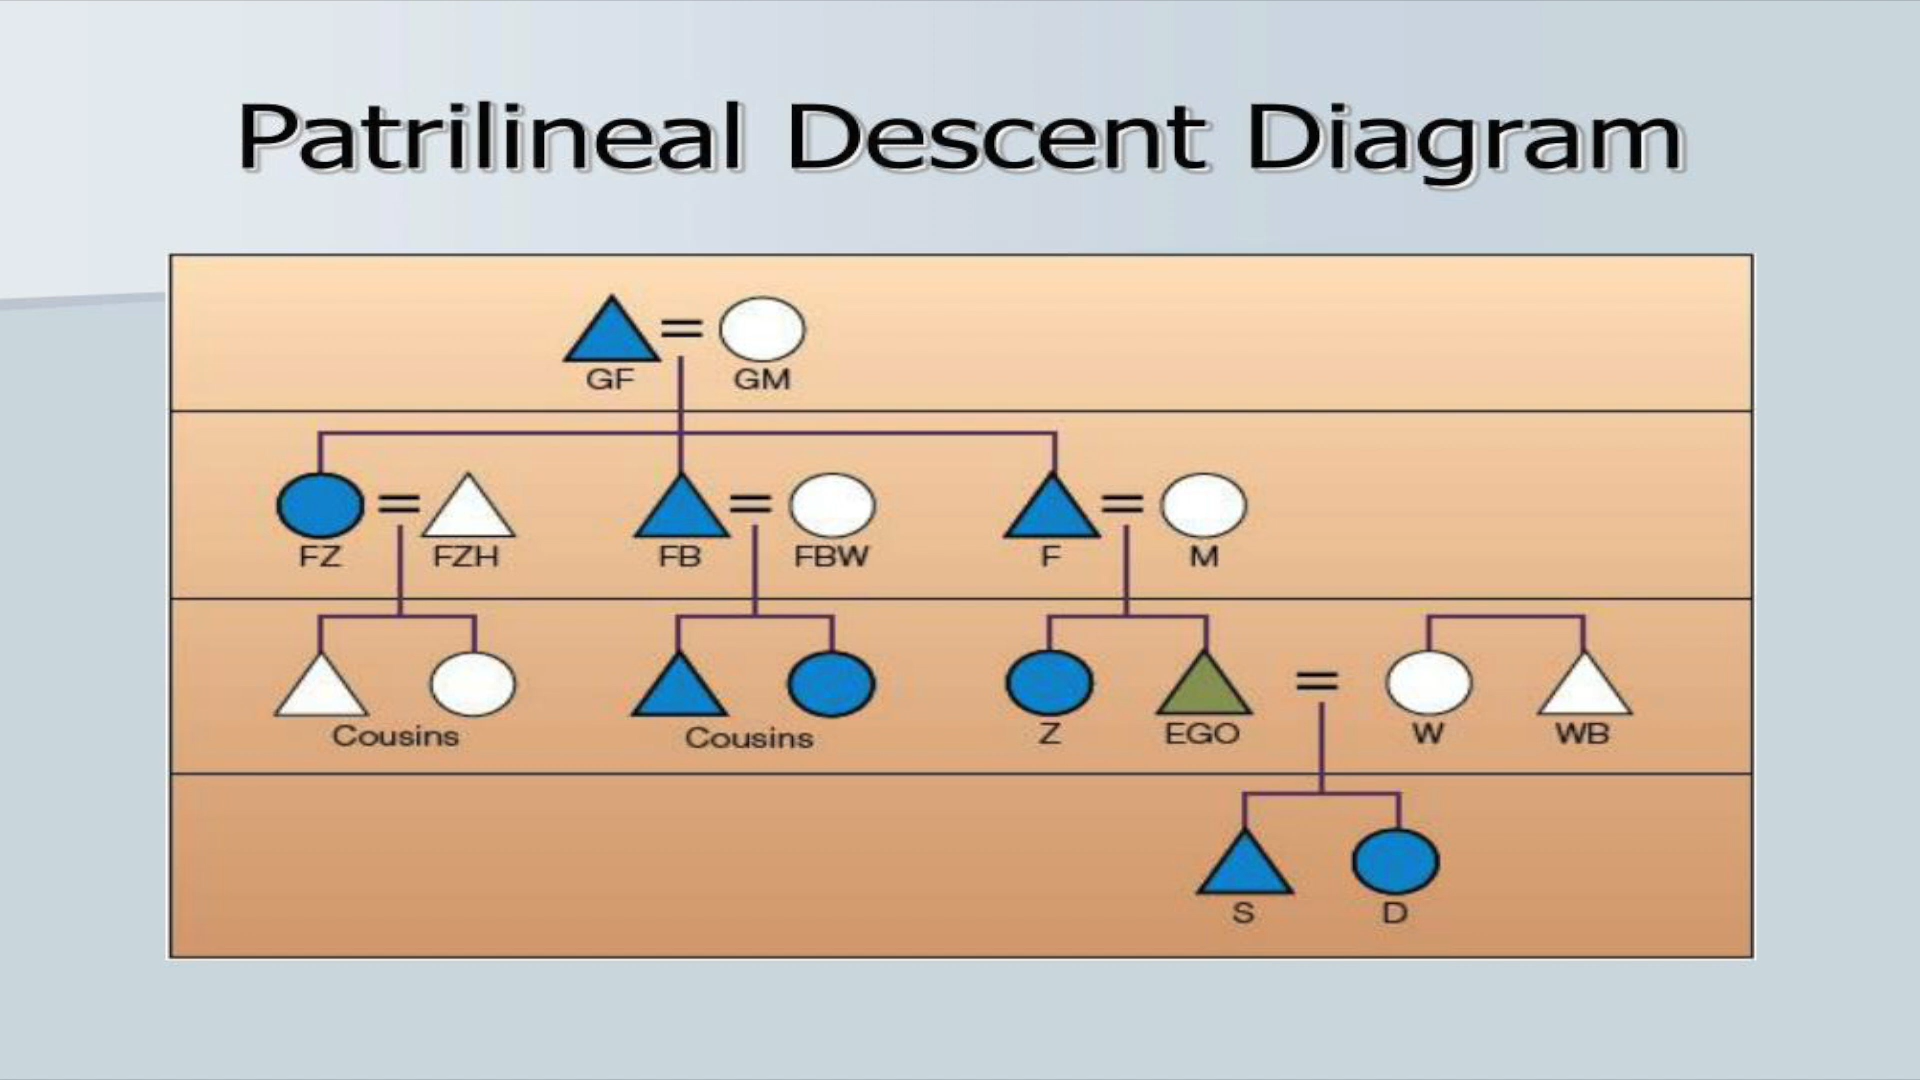 Patrilineal Descent Diagram
GF = GM
FZ = FZH FB = FBW F = M
Cousins Cousins Z EGO = W WB
S D